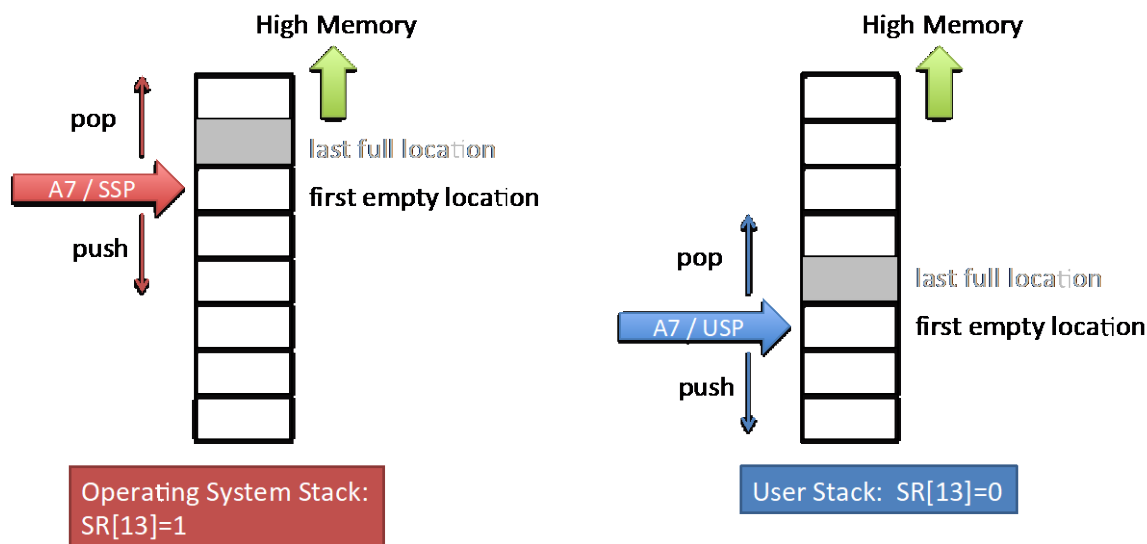 High Memory
pop
last full location
A7 / SSP
first empty location
push
Operating System Stack:
SR[13]=1
High Memory
pop
last full location
A7 / USP
first empty location
push
User Stack: SR[13]=0